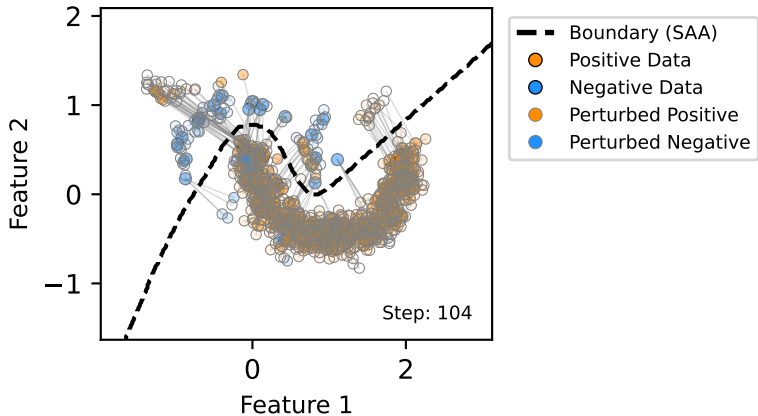 2
1
0
−1
Feature 2
0
2
Feature 1
Step: 104
Boundary (SAA)
Positive Data
Negative Data
Perturbed Positive
Perturbed Negative